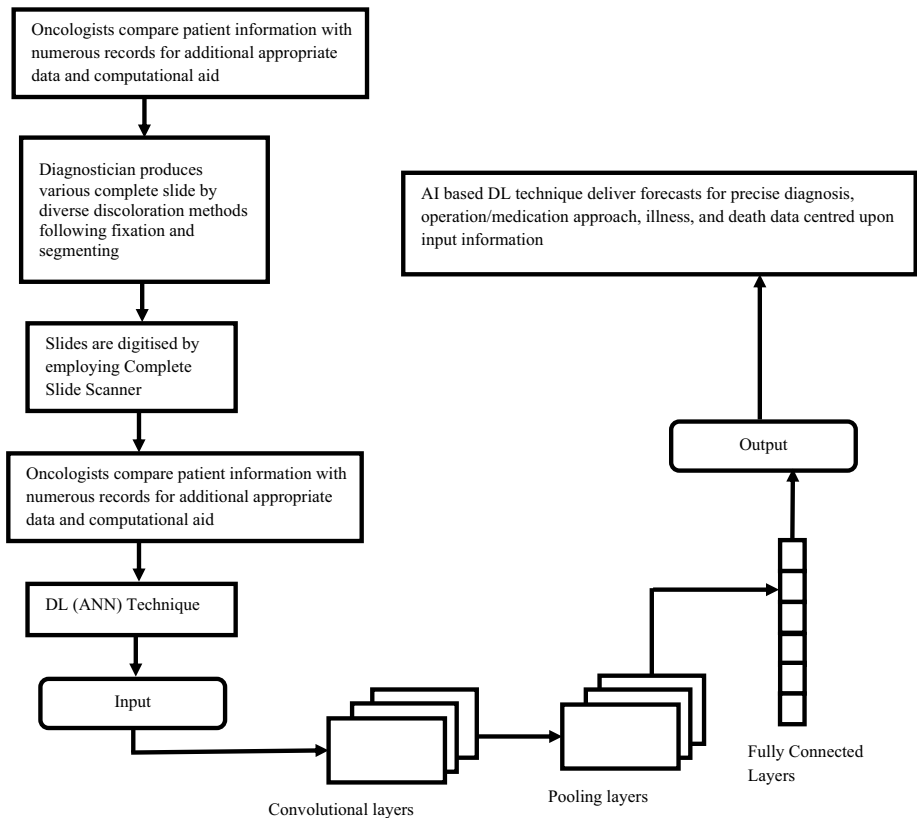 Oncologists compare patient information with
numerous records for additional appropriate
data and computational aid
Diagnostician produces
various complete slide by
diverse discoloration methods
following fixation and
segmenting
Slides are digitised by
employing Complete
Slide Scanner
Oncologists compare patient information with
numerous records for additional appropriate
data and computational aid
DL (ANN) Technique
Input
Convolutional layers
Pooling layers
Fully Connected
Layers
Output
AI based DL technique deliver forecasts for precise diagnosis,
operation/medication approach, illness, and death data centred upon
input information